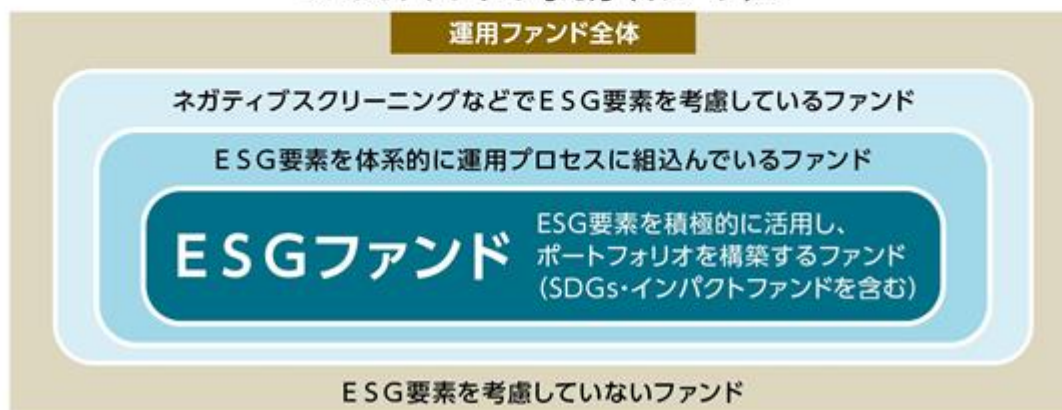 運用ファンド全体
ネガティブスクリーニングなどでESG要素を考慮しているファンド
ESG要素を体系的に運用プロセスに組込んでいるファンド
ESGファンド
ESG要素を積極的に活用し、
ポートフォリオを構築するファンド
(SDGs・インパクトファンドを含む)
ESG要素を考慮していないファンド